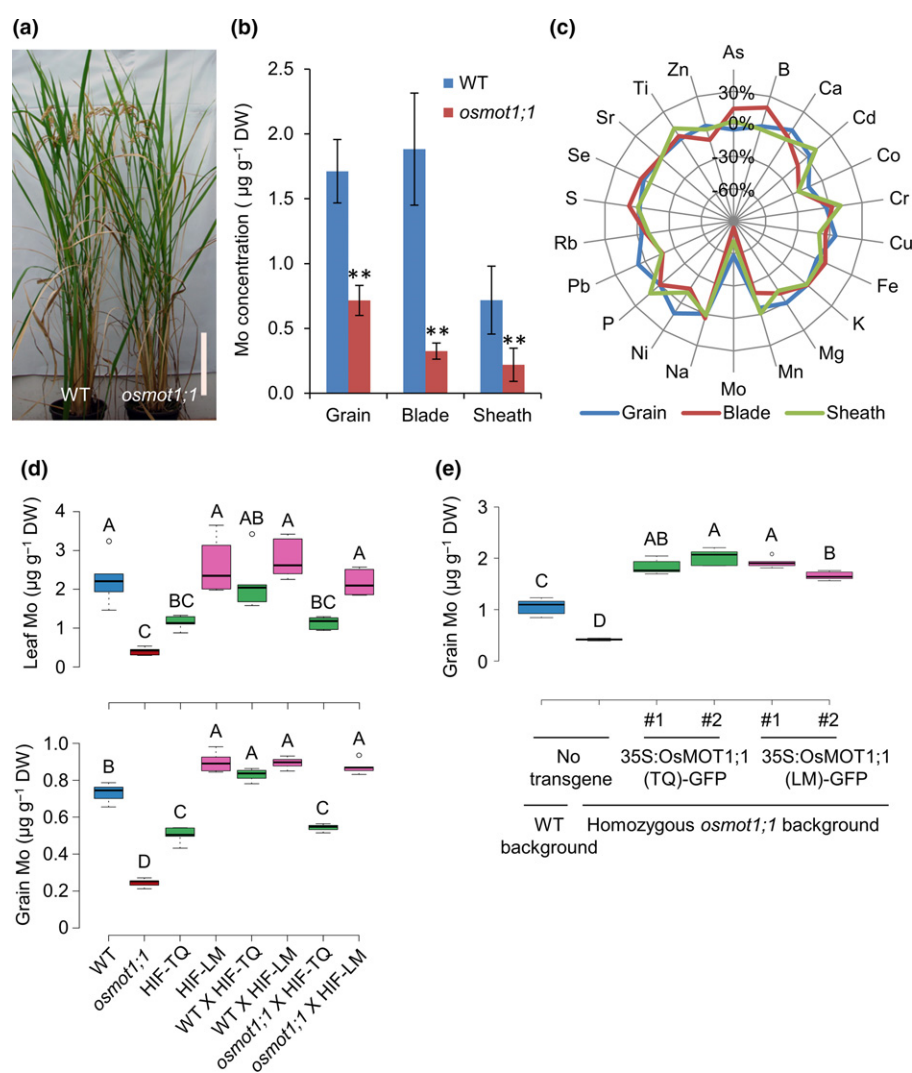 (a)
WT
osmot1;1
(b)
Mo concentration ( µg g⁻¹ DW)
2.5
2.0
1.5
1.0
0.5
0.0
WT
osmot1;1
**
**
**
Grain
Blade
Sheath
(c)
As
B
Ca
Cd
Co
Cr
Cu
Fe
K
Mg
Mn
Mo
Na
Ni
P
Pb
Rb
S
Se
Sr
Ti
Zn
30%
0%
-30%
-60%
Grain
Blade
Sheath
(d)
Leaf Mo (µg g⁻¹ DW)
4
3
2
1
0
A
C
BC
A
AB
A
BC
A
Grain Mo (µg g⁻¹ DW)
1.0
0.8
0.6
0.4
0.2
0
B
D
C
A
A
A
C
A
WT
osmot1;1
HIF-TQ
HIF-LM
WT X HIF-TQ
WT X HIF-LM
osmot1;1 X HIF-TQ
osmot1;1 X HIF-LM
(e)
Grain Mo (µg g⁻¹ DW)
3
2
1
0
C
D
AB
A
A
B
#1
#2
#1
#2
No
transgene
35S:OsMOT1;1
(TQ)-GFP
35S:OsMOT1;1
(LM)-GFP
WT
background
Homozygous osmot1;1 background